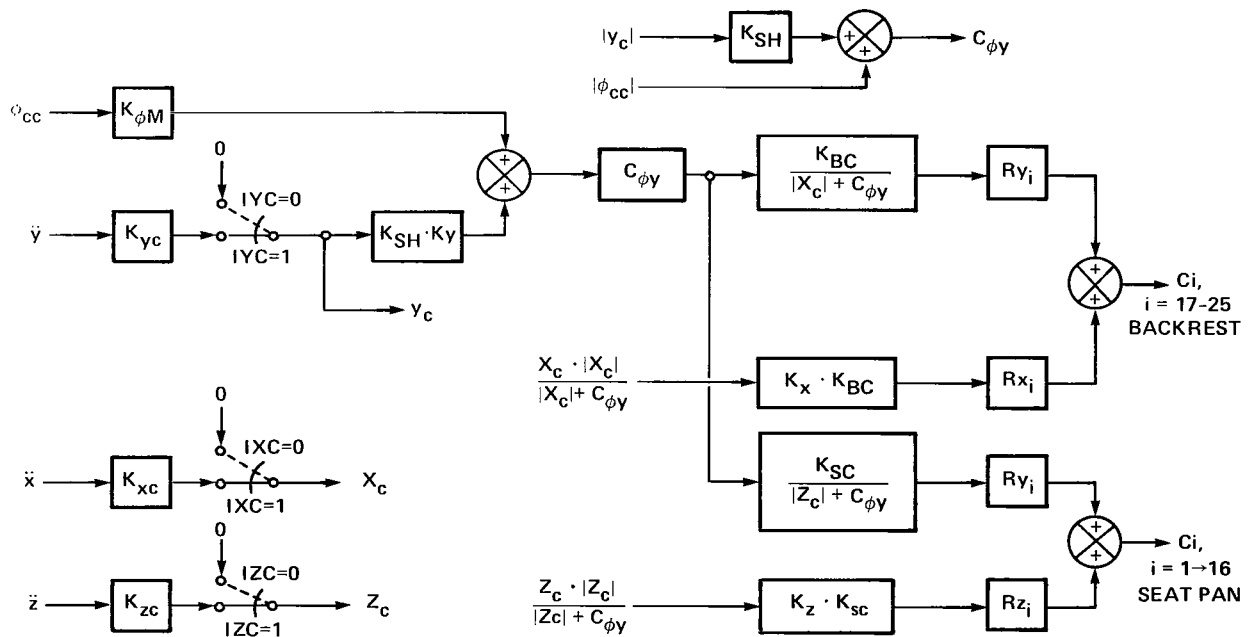 |y_c|
K_SH
+
+
C_ϕy
|ϕ_cc|
ϕ_cc
K_ϕM
0
IYC=0
ÿ
K_yc
IYC=1
K_SH · K_y
y_c
+
+
C_ϕy
K_BC
|X_c| + C_ϕy
Ry_i
+
+
Ci,
i = 17-25
BACKREST
X_c · |X_c|
|X_c| + C_ϕy
K_x · K_BC
Rx_i
0
IXC=0
ẍ
K_xc
IXC=1
X_c
K_SC
|Z_c| + C_ϕy
Ry_i
+
+
Ci,
i = 1→16
SEAT PAN
0
IZC=0
z̈
K_zc
IZC=1
Z_c
Z_c · |Z_c|
|Zc| + C_ϕy
K_z · K_sc
Rz_i